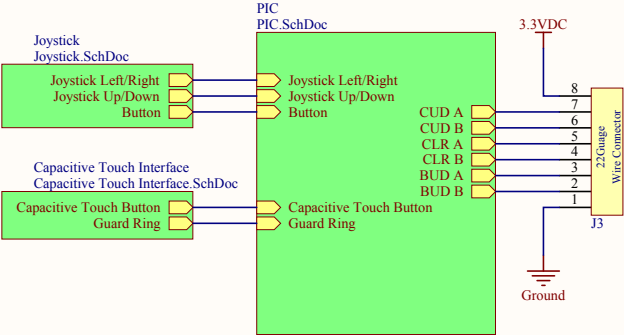 PIC
PIC.SchDoc
3.3VDC
Joystick
Joystick.SchDoc
Joystick Left/Right
Joystick Up/Down
Button
Joystick Left/Right
Joystick Up/Down
Button
CUD A
CUD B
CLR A
CLR B
BUD A
BUD B
8
7
6
5
4
3
2
1
22Guage
Wire Connector
J3
Capacitive Touch Interface
Capacitive Touch Interface.SchDoc
Capacitive Touch Button
Guard Ring
Capacitive Touch Button
Guard Ring
Ground